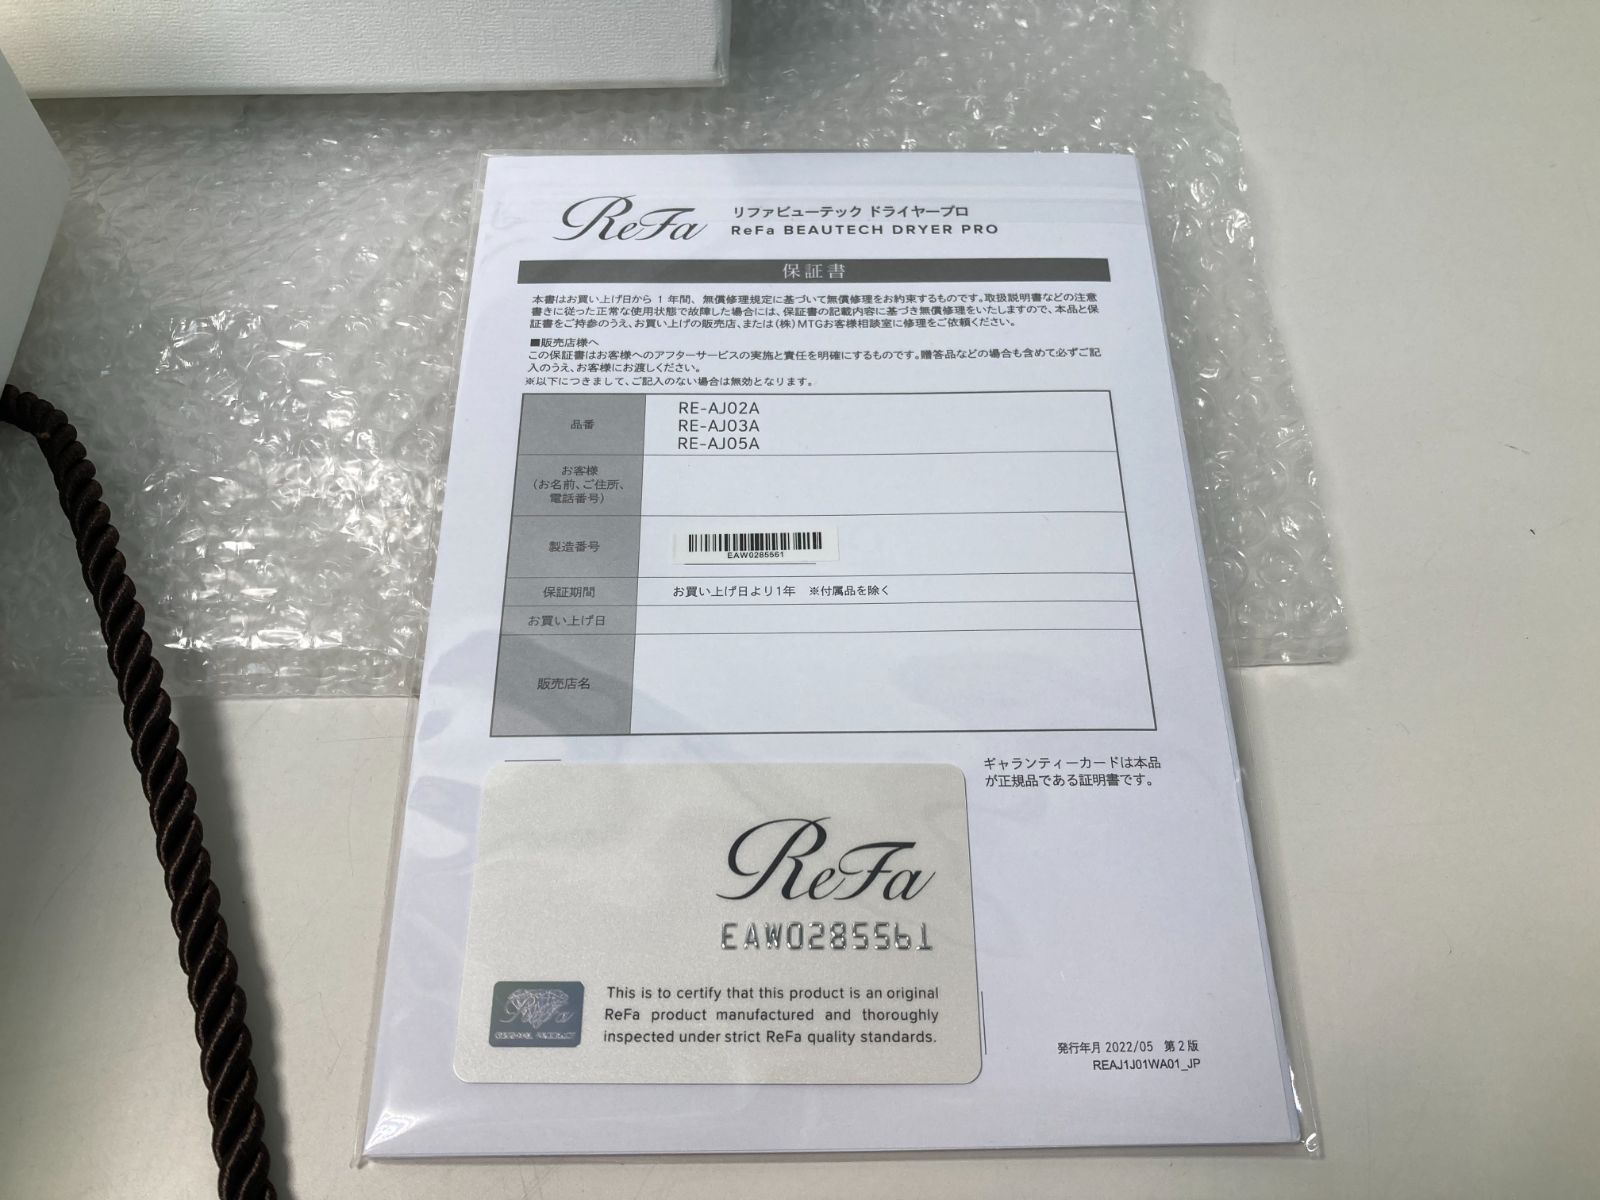 ReFa
リファビューテック ドライヤープロ
ReFa BEAUTECH DRYER PRO
保証書
本書はお買い上げ日から 1 年間、無償修理規定に基づいて無償修理をお約束するものです。取扱説明書などの注意
書きに従った正常な使用状態で故障した場合には、保証書の記載内容に基づき無償修理をいたしますので、本品と保
証書をご持参のうえ、お買い上げの販売店、または(株)MTGお客様相談室に修理をご依頼ください。
■販売店様へ
この保証書はお客様へのアフターサービスの実施と責任を明確にするものです。贈答品などの場合も含めて必ずご記
入のうえ、お客様にお渡しください。
※以下につきまして、ご記入のない場合は無効となります。
品番
RE-AJ02A
RE-AJ03A
RE-AJ05A
お客様
(お名前、ご住所、
電話番号)
製造番号
EAW0285561
保証期間
お買い上げ日より1年 ※付属品を除く
お買い上げ日
販売店名
ギャランティーカードは本品
が正規品である証明書です。
ReFa
EAW0285561
This is to certify that this product is an original
ReFa product manufactured and thoroughly
inspected under strict ReFa quality standards.
ReFa
発行年月 2022/05 第2版
REAJ1J01WA01_JP